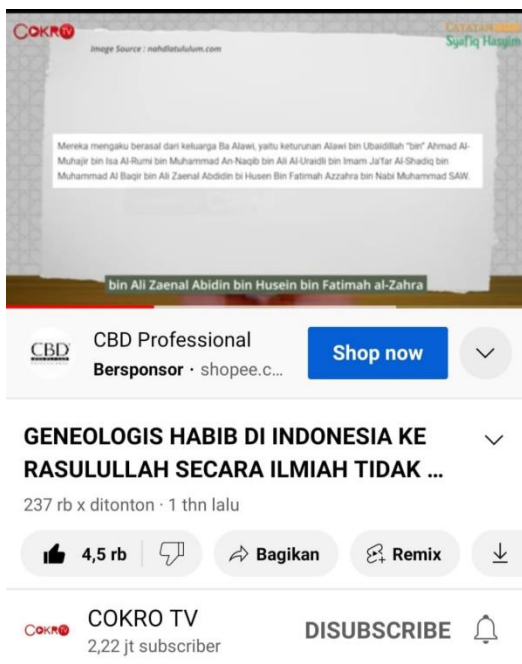 COKRO TV
CATATAN
Image Source : nahdlatululum.com
Syafiq Hasyim
Mereka mengaku berasal dari keluarga Ba Alawi, yaitu keturunan Alawi bin Ubaidillah "bin" Ahmad Al-
Muhajir bin Isa Al-Rumi bin Muhammad An-Naqib bin Ali Al-Uraidli bin Imam Ja'far Al-Shadiq bin
Muhammad Al Baqir bin Ali Zaenal Abdidin bi Husen Bin Fatimah Azzahra bin Nabi Muhammad SAW.
bin Ali Zaenal Abidin bin Husein bin Fatimah al-Zahra
CBD
CBD Professional
Shop now
Bersponsor · shopee.c...
GENEOLOGIS HABIB DI INDONESIA KE
RASULULLAH SECARA ILMIAH TIDAK ...
237 rb x ditonton · 1 thn lalu
4,5 rb
Bagikan
Remix
COKRO TV
COKRO TV
DISUBSCRIBE
2,22 jt subscriber